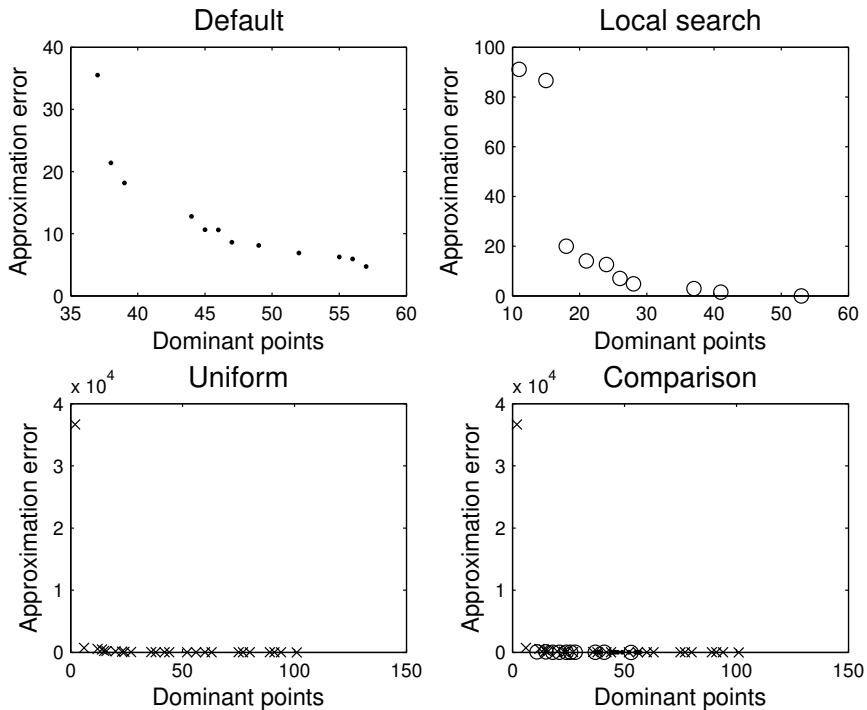 Default
Approximation error
40
30
20
10
0
35 40 45 50 55 60
Dominant points
Local search
Approximation error
100
80
60
40
20
0
10 20 30 40 50 60
Dominant points
Uniform
x 10^4
Approximation error
4
3
2
1
0
0 50 100 150
Dominant points
Comparison
x 10^4
Approximation error
4
3
2
1
0
0 50 100 150
Dominant points